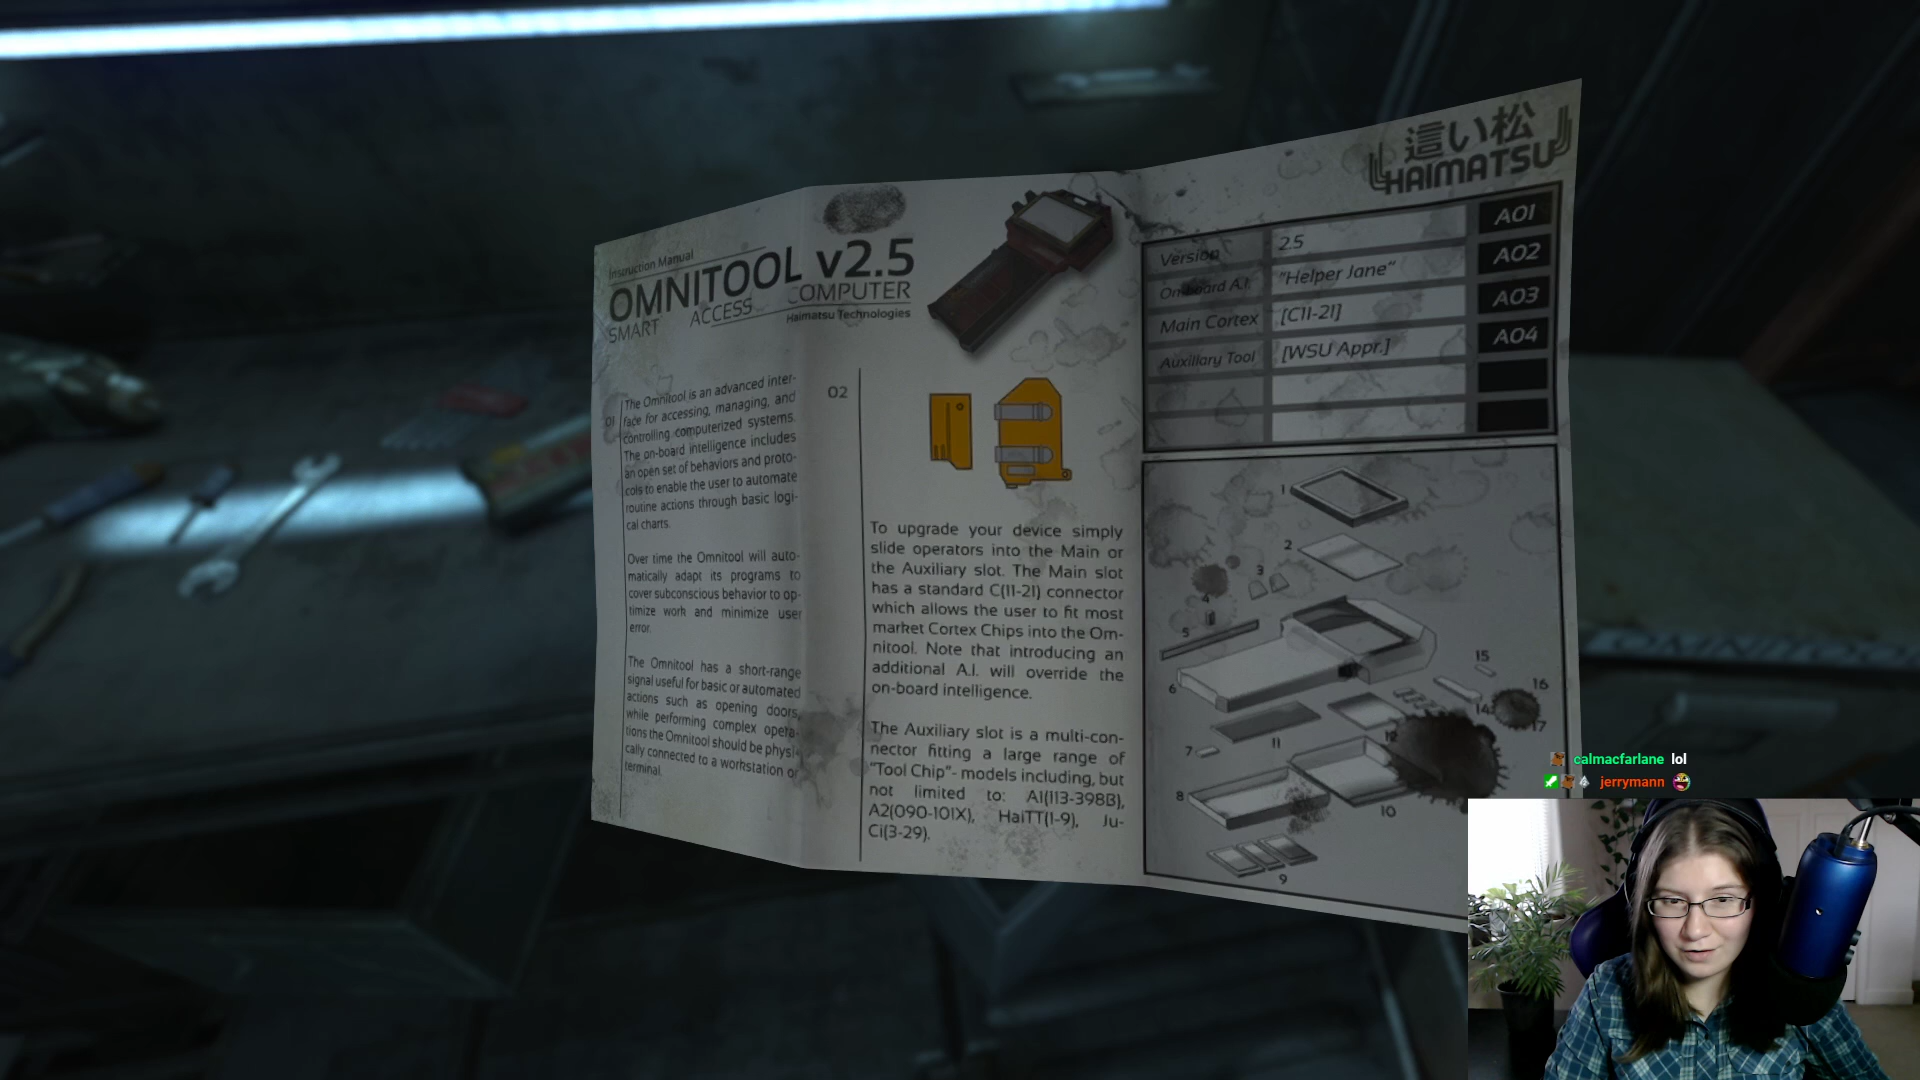 Instruction Manual
OMNITOOL v2.5
SMART ACCESS COMPUTER
Haimatsu Technologies
01
The Omnitool is an advanced inter-
face for accessing, managing, and
controlling computerized systems.
The on-board intelligence includes
an open set of behaviors and proto-
cols to enable the user to automate
routine actions through basic logi-
cal charts.
Over time the Omnitool will auto-
matically adapt its programs to
cover subconscious behavior to op-
timize work and minimize user
error.
The Omnitool has a short-range
signal useful for basic or automated
actions such as opening doors,
while performing complex opera-
tions the Omnitool should be physi-
cally connected to a workstation or
terminal.
02
To upgrade your device simply
slide operators into the Main or
the Auxiliary slot. The Main slot
has a standard C(11-21) connector
which allows the user to fit most
market Cortex Chips into the Om-
nitool. Note that introducing an
additional A.I. will override the
on-board intelligence.
The Auxiliary slot is a multi-con-
nector fitting a large range of
"Tool Chip"- models including, but
not limited to: A1(113-398B),
A2(090-101X), HaiTT(1-9), Ju-
Ci(3-29).
這い松
HAIMATSU
Version 2.5 A01
On-board A.I. "Helper Jane" A02
Main Cortex [C11-21] A03
Auxiliary Tool [WSU Appr.] A04
1
2
3
4
5
6
7
8
9
10
11
12
14
15
16
17
OMNITOOL
calmacfarlane lol
jerrymann